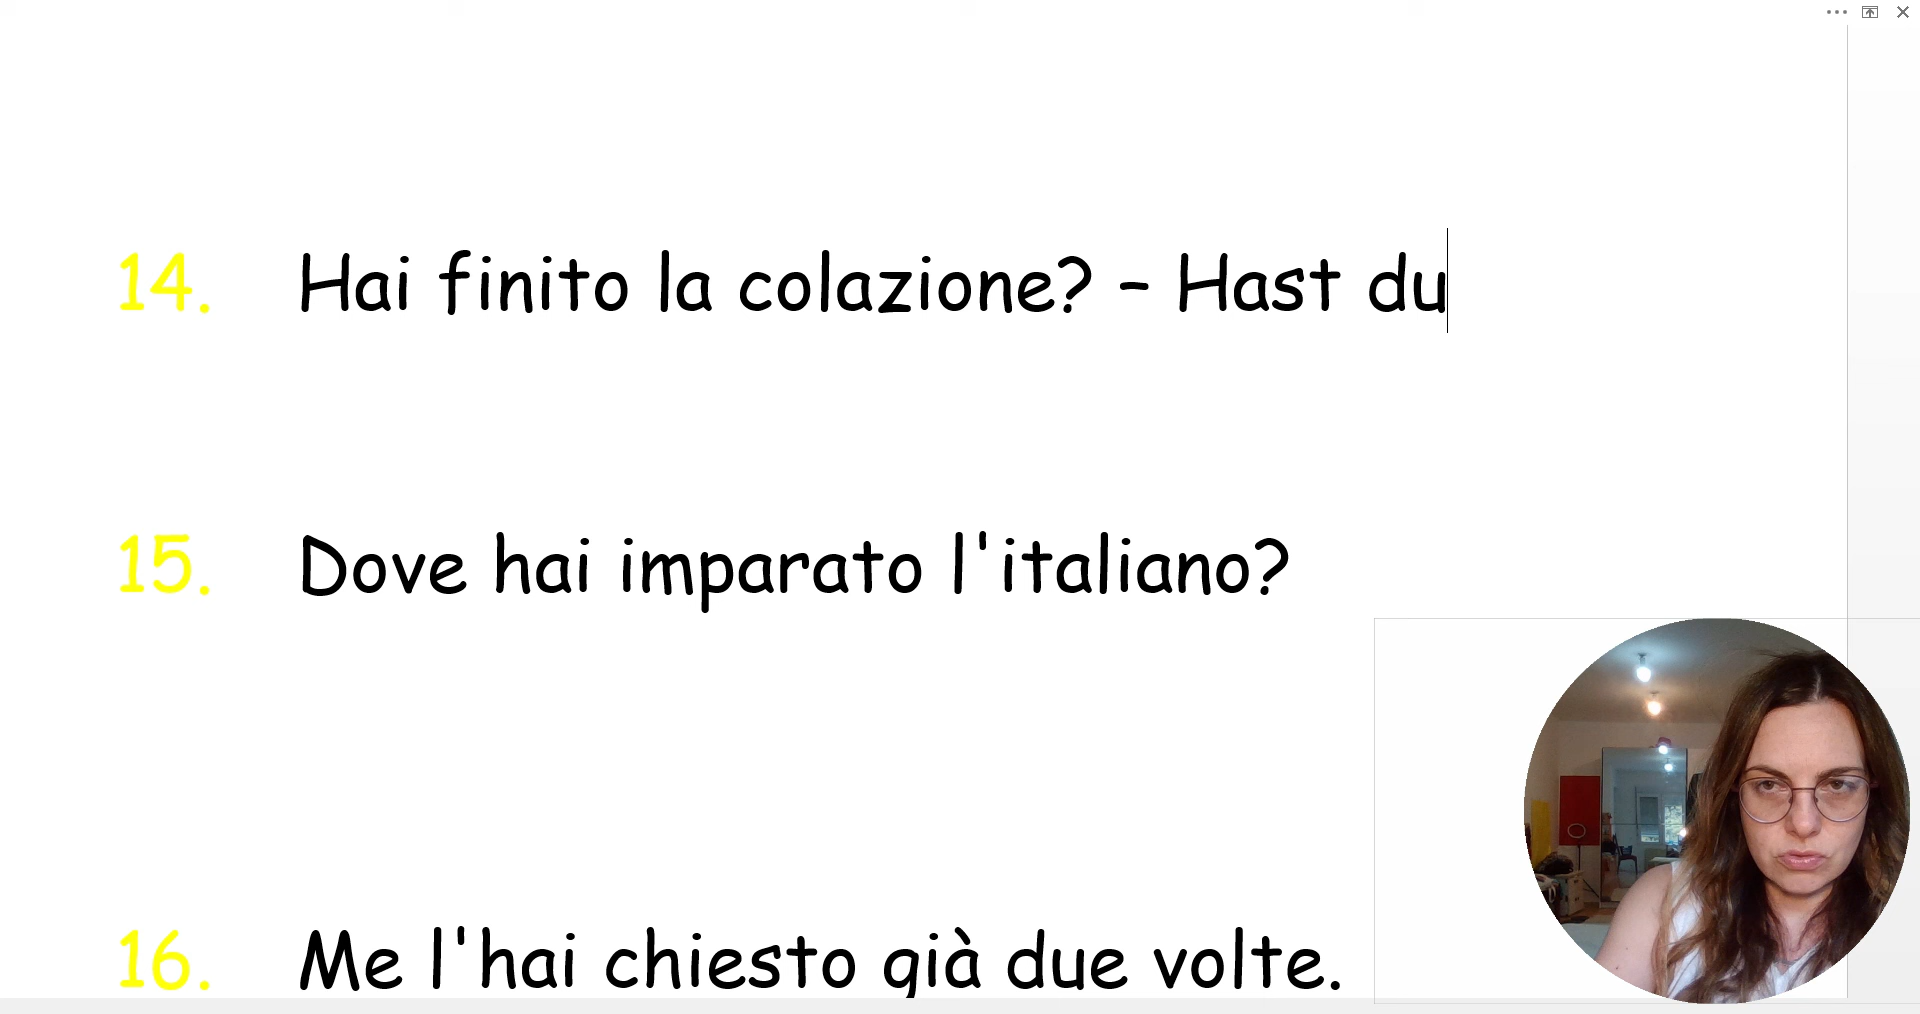 14. Hai finito la colazione? – Hast du
15. Dove hai imparato l'italiano?
16. Me l'hai chiesto già due volte.